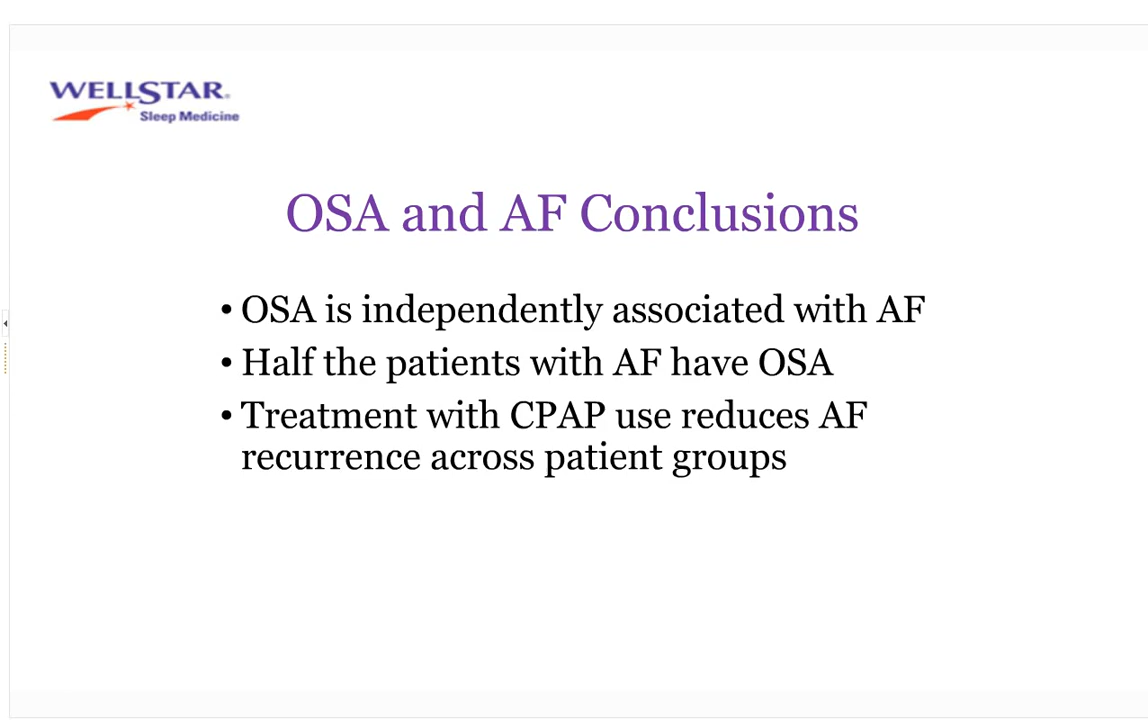 WELLSTAR®
Sleep Medicine
OSA and AF Conclusions
• OSA is independently associated with AF
• Half the patients with AF have OSA
• Treatment with CPAP use reduces AF
recurrence across patient groups